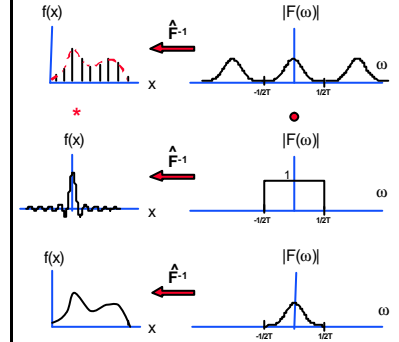 f(x) |F(ω)|
F̂⁻¹
x -1/2T 1/2T ω
*
f(x) |F(ω)|
F̂⁻¹
1
x -1/2T 1/2T ω
f(x) |F(ω)|
F̂⁻¹
x -1/2T 1/2T ω